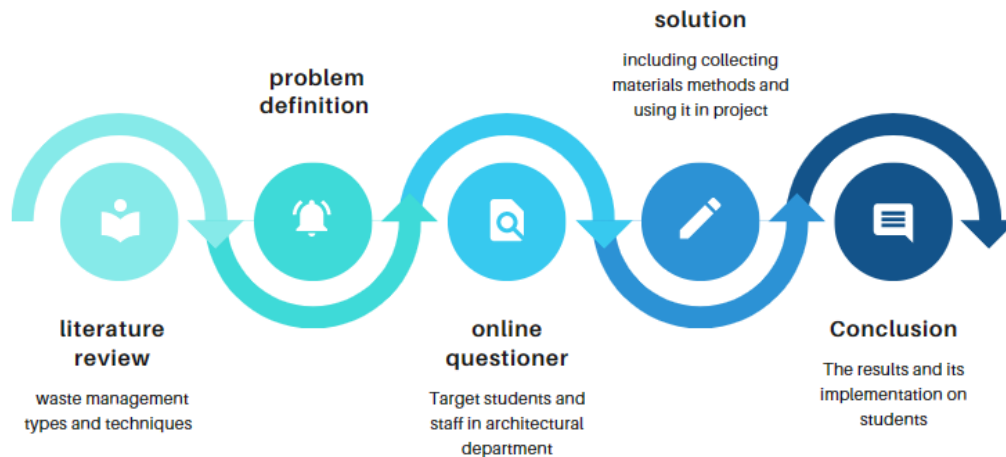 literature
review
waste management
types and techniques
problem
definition
online
questioner
Target students and
staff in architectural
department
solution
including collecting
materials methods and
using it in project
Conclusion
The results and its
implementation on
students